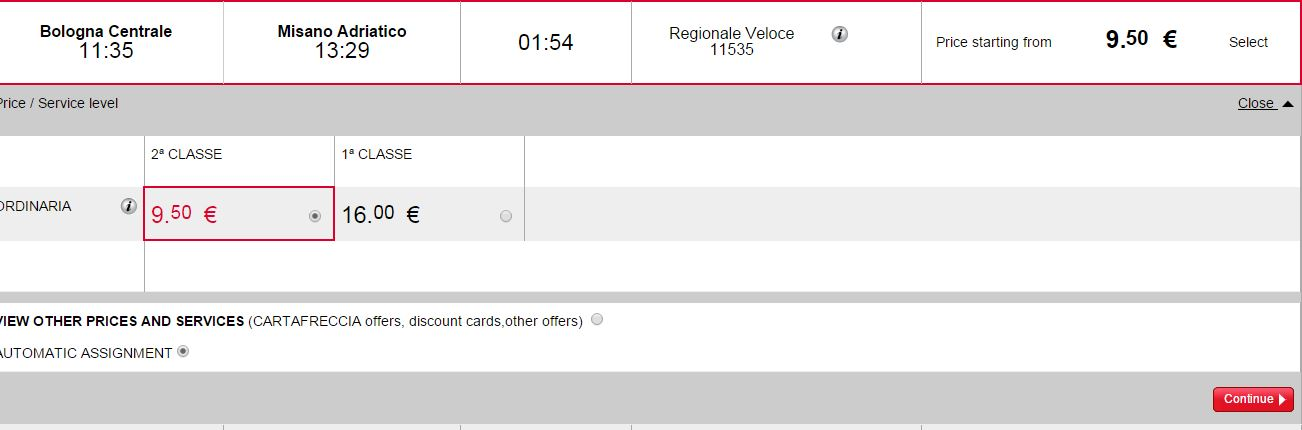 Bologna Centrale
11:35
Misano Adriatico
13:29
01:54
Regionale Veloce
11535
Price starting from
9.50 €
Select
Price / Service level
Close
2ª CLASSE
1ª CLASSE
ORDINARIA
9.50 €
16.00 €
VIEW OTHER PRICES AND SERVICES (CARTAFRECCIA offers, discount cards,other offers)
AUTOMATIC ASSIGNMENT
Continue